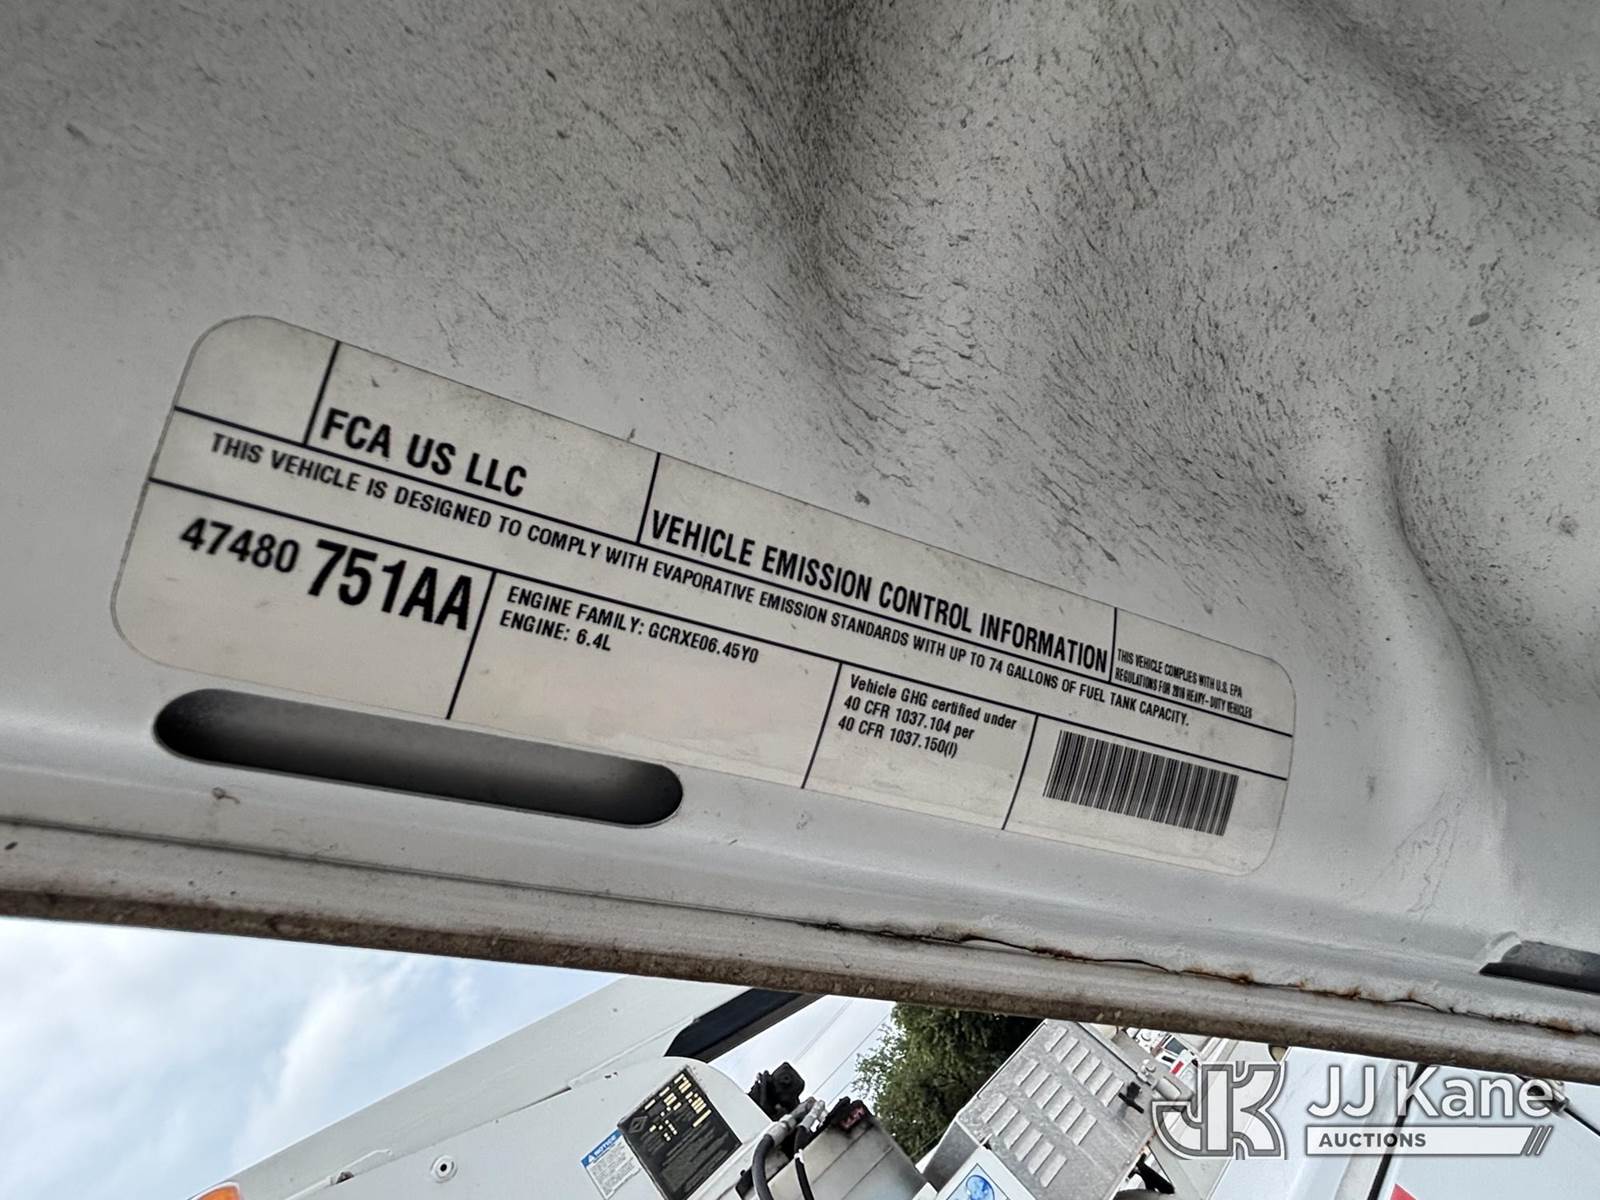 FCA US LLC
VEHICLE EMISSION CONTROL INFORMATION
THIS VEHICLE COMPLIES WITH U.S. EPA
REGULATIONS FOR 2016 HEAVY-DUTY VEHICLES
THIS VEHICLE IS DESIGNED TO COMPLY WITH EVAPORATIVE EMISSION STANDARDS WITH UP TO 74 GALLONS OF FUEL TANK CAPACITY.
47480 751AA
ENGINE FAMILY: GCRXE06.45Y0
ENGINE: 6.4L
Vehicle GHG certified under
40 CFR 1037.104 per
40 CFR 1037.150(l)
NOTICE
JK JJ Kane
AUCTIONS